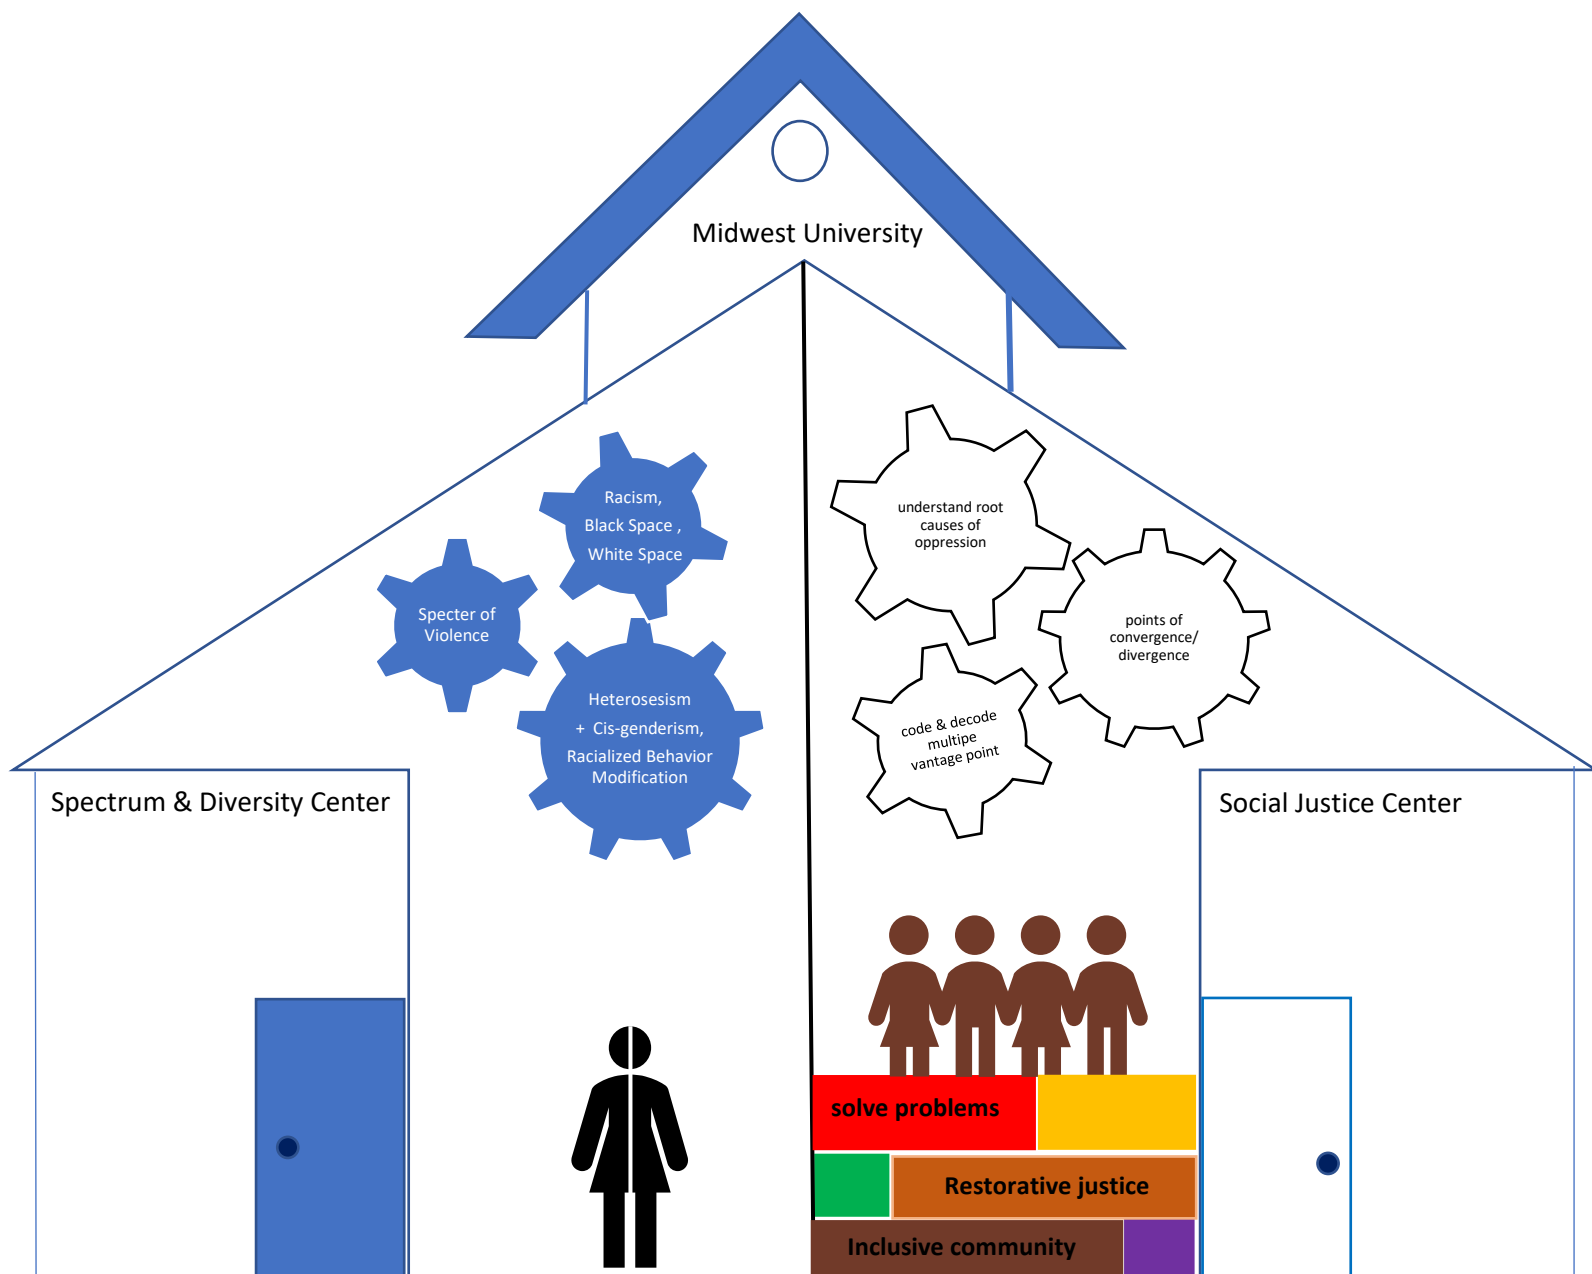 Midwest University
Racism,
Black Space ,
White Space
Specter of
Violence
Heterosesism
+ Cis-genderism,
Racialized Behavior
Modification
understand root
causes of
oppression
points of
convergence/
divergence
code & decode
multipe
vantage point
Spectrum & Diversity Center
Social Justice Center
solve problems
Restorative justice
Inclusive community